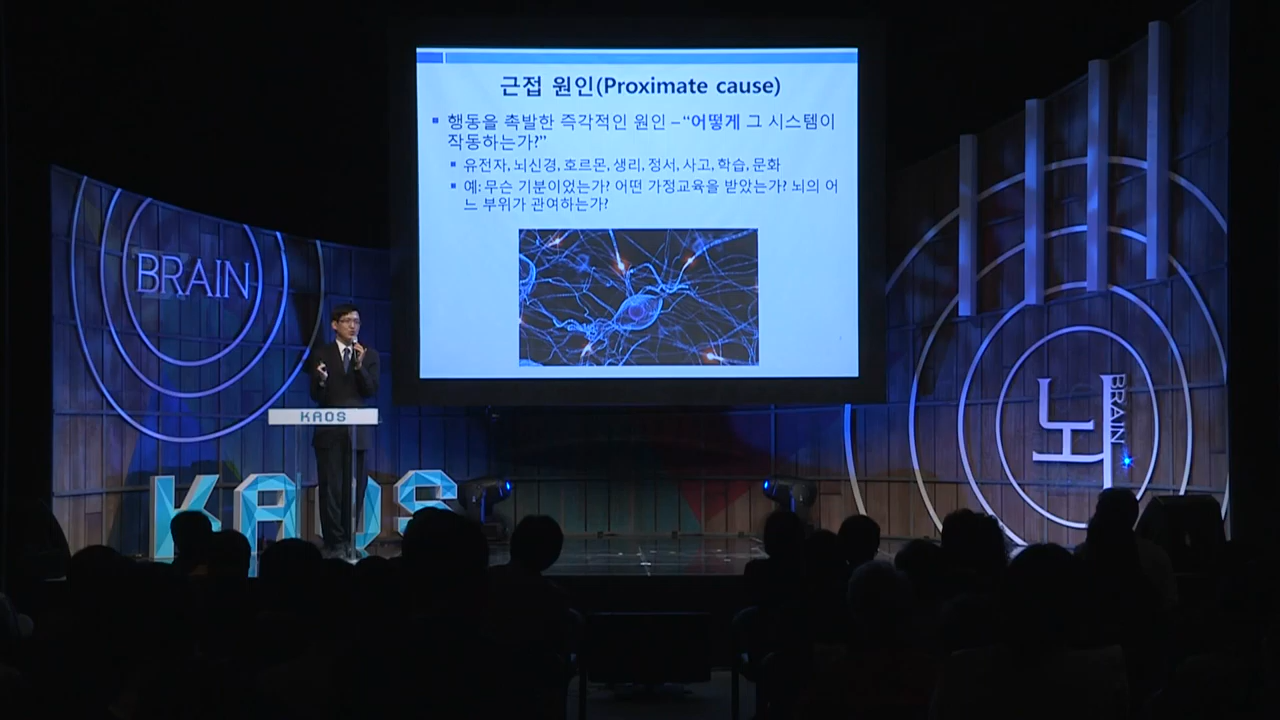 근접 원인(Proximate cause)
행동을 촉발한 즉각적인 원인 – “어떻게 그 시스템이
작동하는가?”
유전자, 뇌신경, 호르몬, 생리, 정서, 사고, 학습, 문화
예: 무슨 기분이었는가? 어떤 가정교육을 받았는가? 뇌의 어
느 부위가 관여하는가?
BRAIN
KAOS
KAOS
뇌
BRAIN